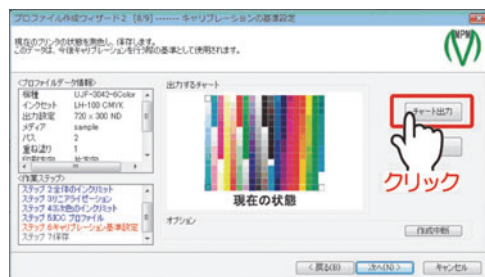 プロファイル作成ウィザード2 [8/9] ------- キャリブレーションの基準設定
現在のプリンタの状態を測色し、保存します。
このデータは、今後キャリブレーションを行う際の基準として使用されます。
MPM
<プロファイルデータ情報>
機種 UJF-3042-6Color
インクセット LH-100 CMYK
出力設定 720 x 300 ND
メディア sample
パス 2
重ね塗り 1
<作業ステップ>
ステップ 2:全体のインクリミット
ステップ 3:リニアライゼーション
ステップ 4:多次色のインクリミット
ステップ 5:ICC プロファイル
ステップ 6:キャリブレーション基準設定
ステップ 7:保存
出力するチャート
現在の状態
オプション
チャート出力
クリック
作成中断
< 戻る(B)
次へ(N) >
キャンセル